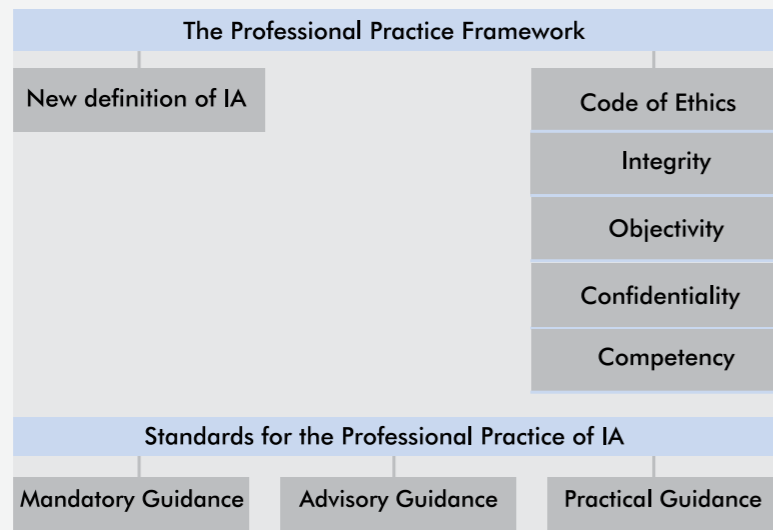 The Professional Practice Framework
New definition of IA
Code of Ethics
Integrity
Objectivity
Confidentiality
Competency
Standards for the Professional Practice of IA
Mandatory Guidance
Advisory Guidance
Practical Guidance